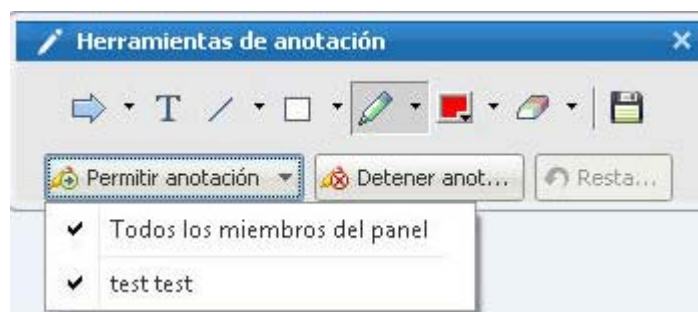 Herramientas de anotación
T
Permitir anotación Detener anot... Resta...
Todos los miembros del panel
test test